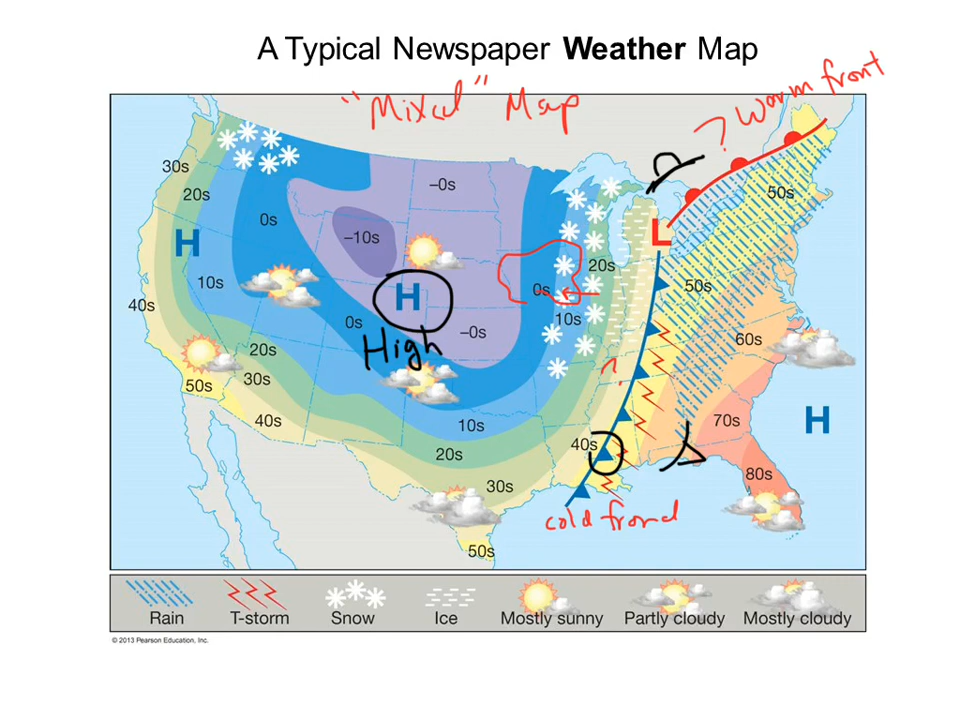 A Typical Newspaper Weather Map
"Mixed" Map
? Warm front
30s
20s
–0s
50s
0s
–10s
H
L
20s
10s
50s
40s
H
0s
10s
0s
High
–0s
60s
20s
?
50s
30s
H
40s
10s
70s
40s
20s
80s
30s
cold frond
50s
Rain T-storm Snow Ice Mostly sunny Partly cloudy Mostly cloudy
© 2013 Pearson Education, Inc.